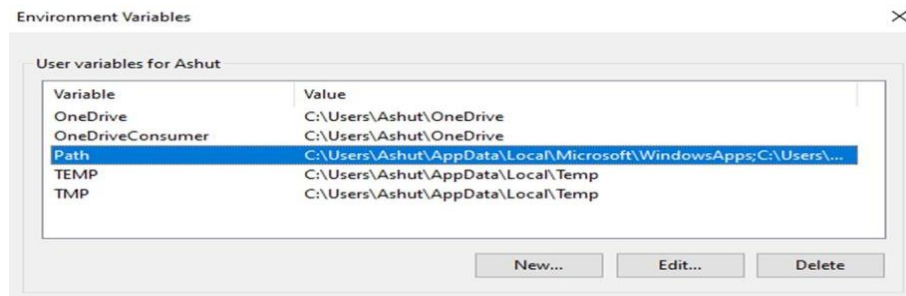 Environment Variables
User variables for Ashut
Variable Value
OneDrive C:\Users\Ashut\OneDrive
OneDriveConsumer C:\Users\Ashut\OneDrive
Path C:\Users\Ashut\AppData\Local\Microsoft\WindowsApps;C:\Users\...
TEMP C:\Users\Ashut\AppData\Local\Temp
TMP C:\Users\Ashut\AppData\Local\Temp
New... Edit... Delete